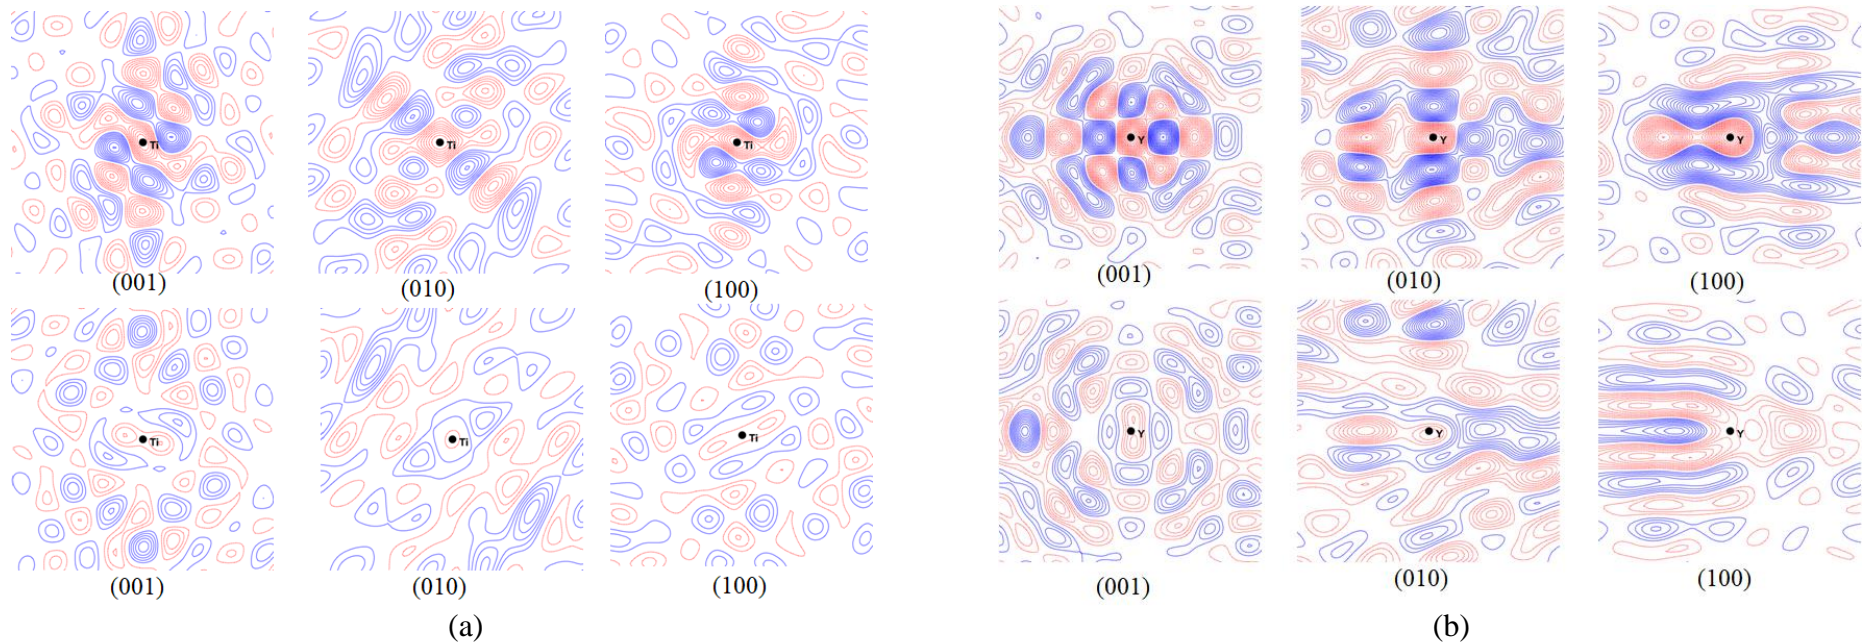 Ti Ti Ti Y Y Y
(001) (010) (100) (001) (010) (100)
Ti Ti Ti Y Y Y
(001) (010) (100) (001) (010) (100)
(a) (b)